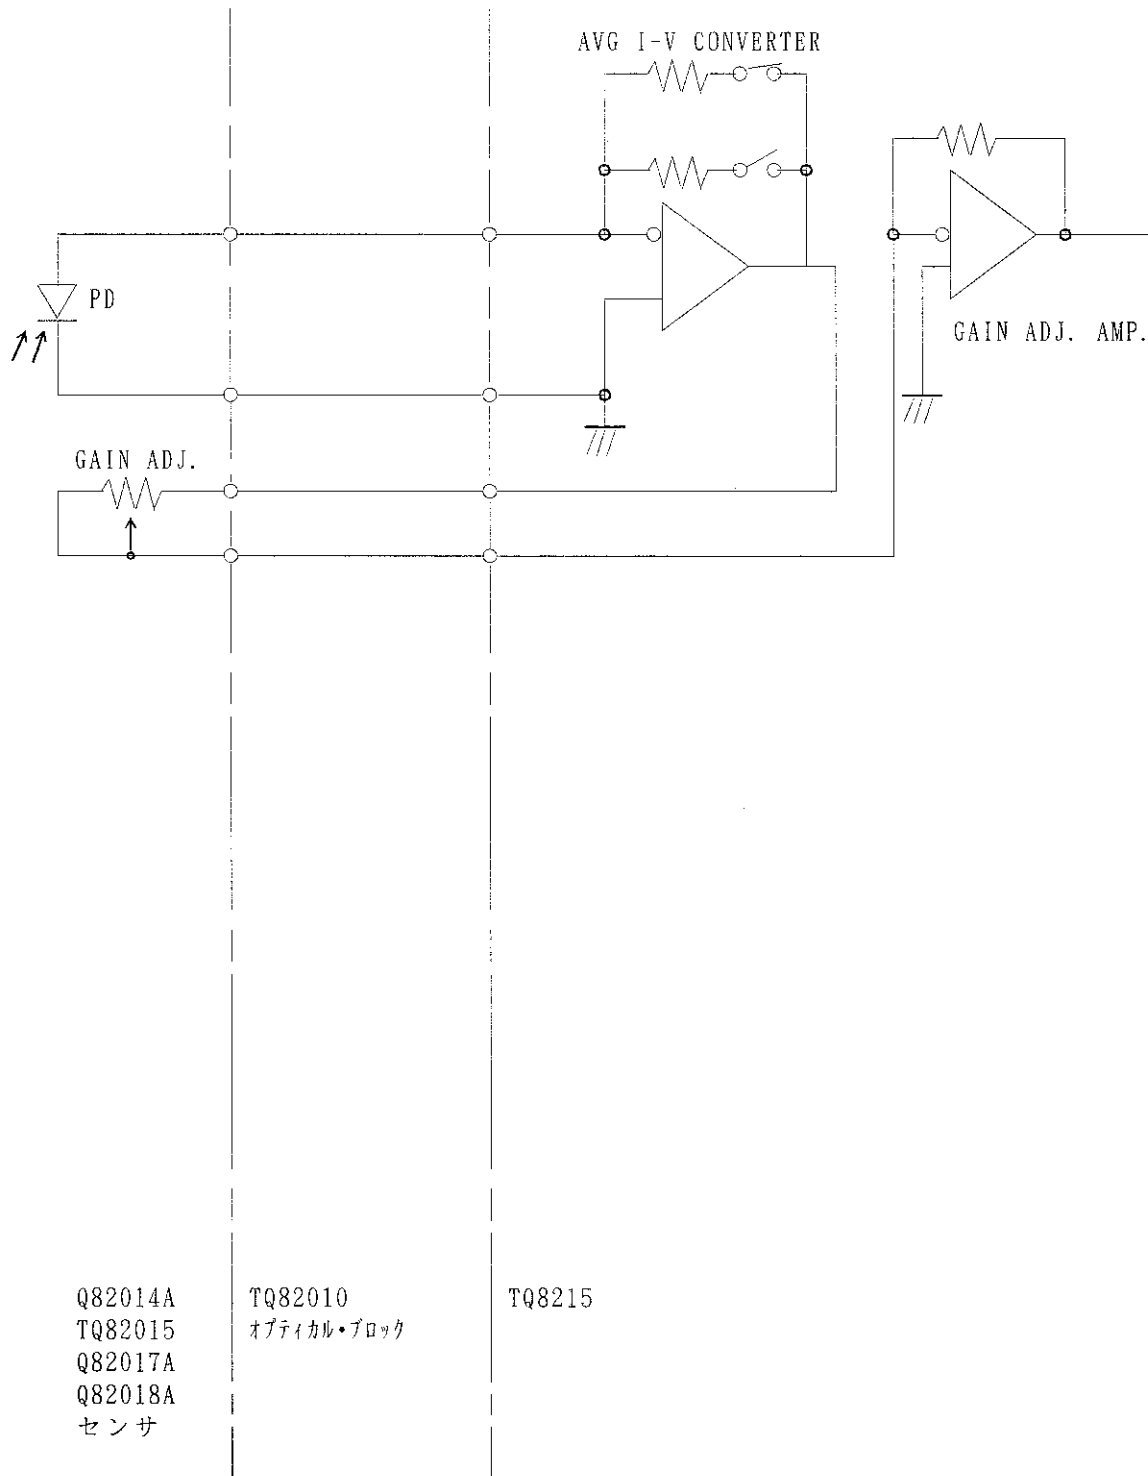 AVG I-V CONVERTER
PD
GAIN ADJ. AMP.
GAIN ADJ.
Q82014A
TQ82015
Q82017A
Q82018A
センサ
TQ82010
オプティカル・ブロック
TQ8215